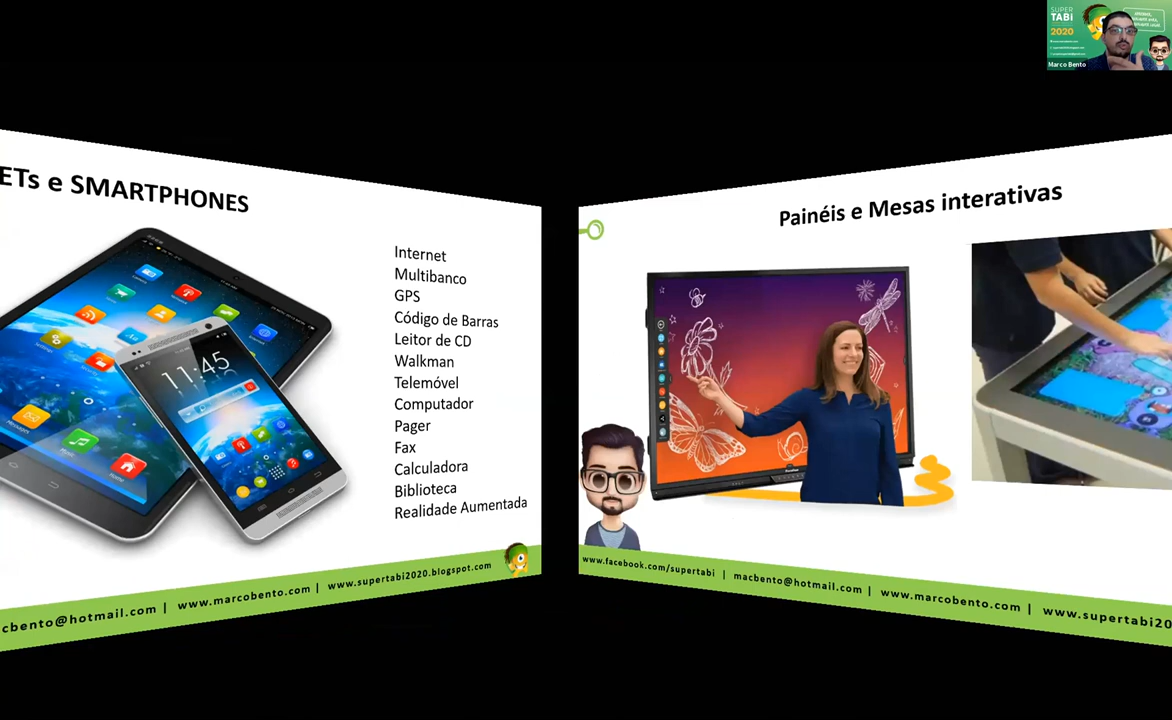 SUPER
TABi
2020
Marco Bento
ETs e SMARTPHONES
11:45
Internet
Multibanco
GPS
Código de Barras
Leitor de CD
Walkman
Telemóvel
Computador
Pager
Fax
Calculadora
Biblioteca
Realidade Aumentada
cbento@hotmail.com | www.marcobento.com | www.supertabi2020.blogspot.com
Painéis e Mesas interativas
www.facebook.com/supertabi | macbento@hotmail.com | www.marcobento.com | www.supertabi20